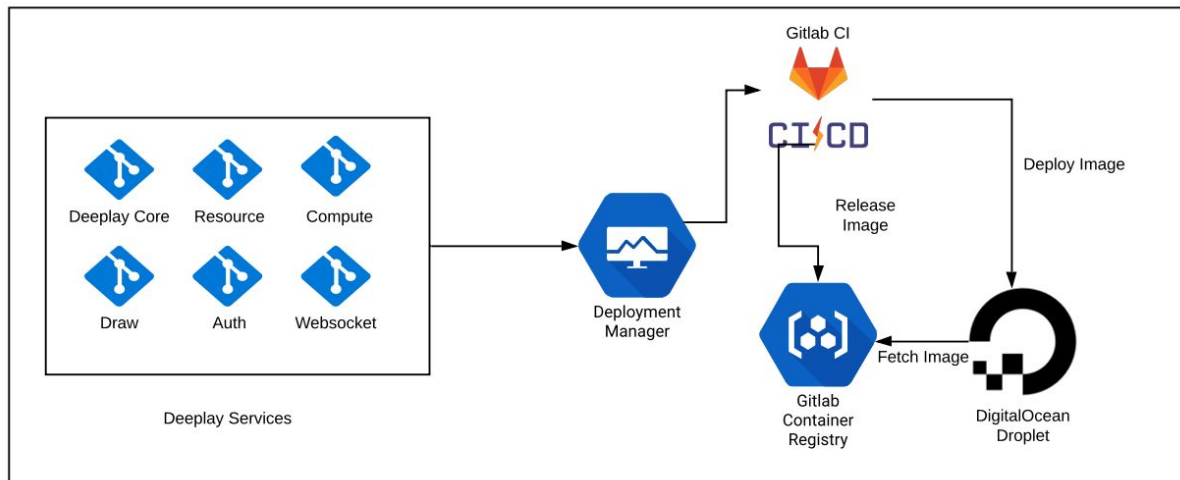 Gitlab CI
CI CD
Deploy Image
Release
Image
Deeplay Core
Resource
Compute
Draw
Auth
Websocket
Deployment
Manager
Fetch Image
Gitlab
Container
Registry
DigitalOcean
Droplet
Deeplay Services